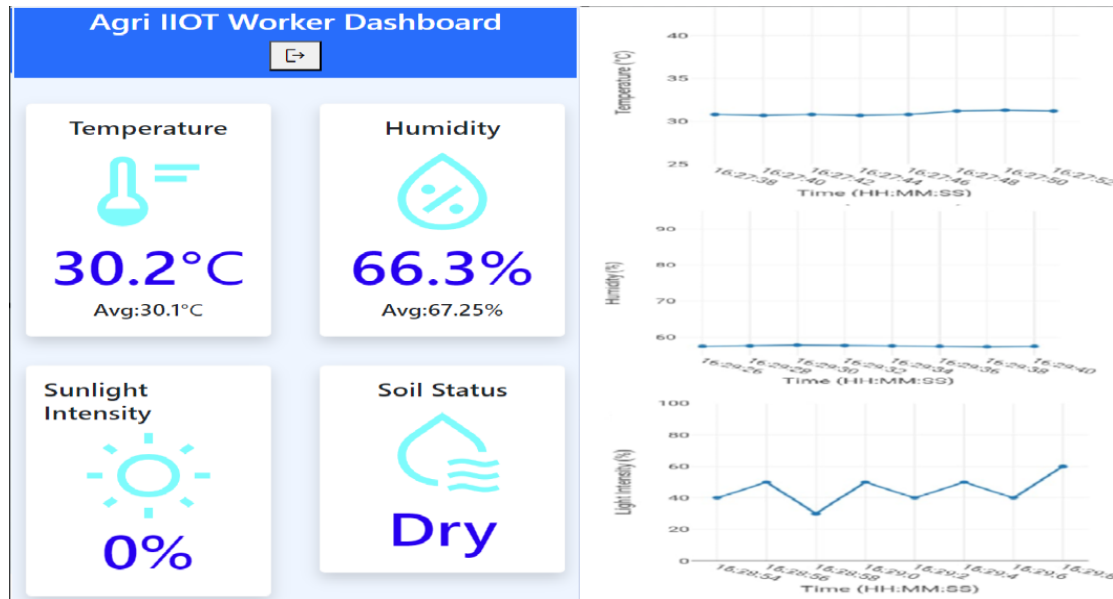 Agri IIOT Worker Dashboard
Temperature
30.2°C
Avg:30.1°C
Humidity
66.3%
Avg:67.25%
Sunlight
Intensity
0%
Soil Status
Dry
Temperature (°C)
40
35
30
25
16:27:38 16:27:40 16:27:42 16:27:44 16:27:46 16:27:48 16:27:50 16:27:52
Time (HH:MM:SS)
Humidity (%)
90
80
70
60
16:29:26 16:29:28 16:29:30 16:29:32 16:29:34 16:29:36 16:29:38 16:29:40
Time (HH:MM:SS)
Light intensity (%)
100
80
60
40
20
0
16:28:54 16:28:56 16:28:58 16:29:0 16:29:2 16:29:4 16:29:6 16:29:8
Time (HH:MM:SS)